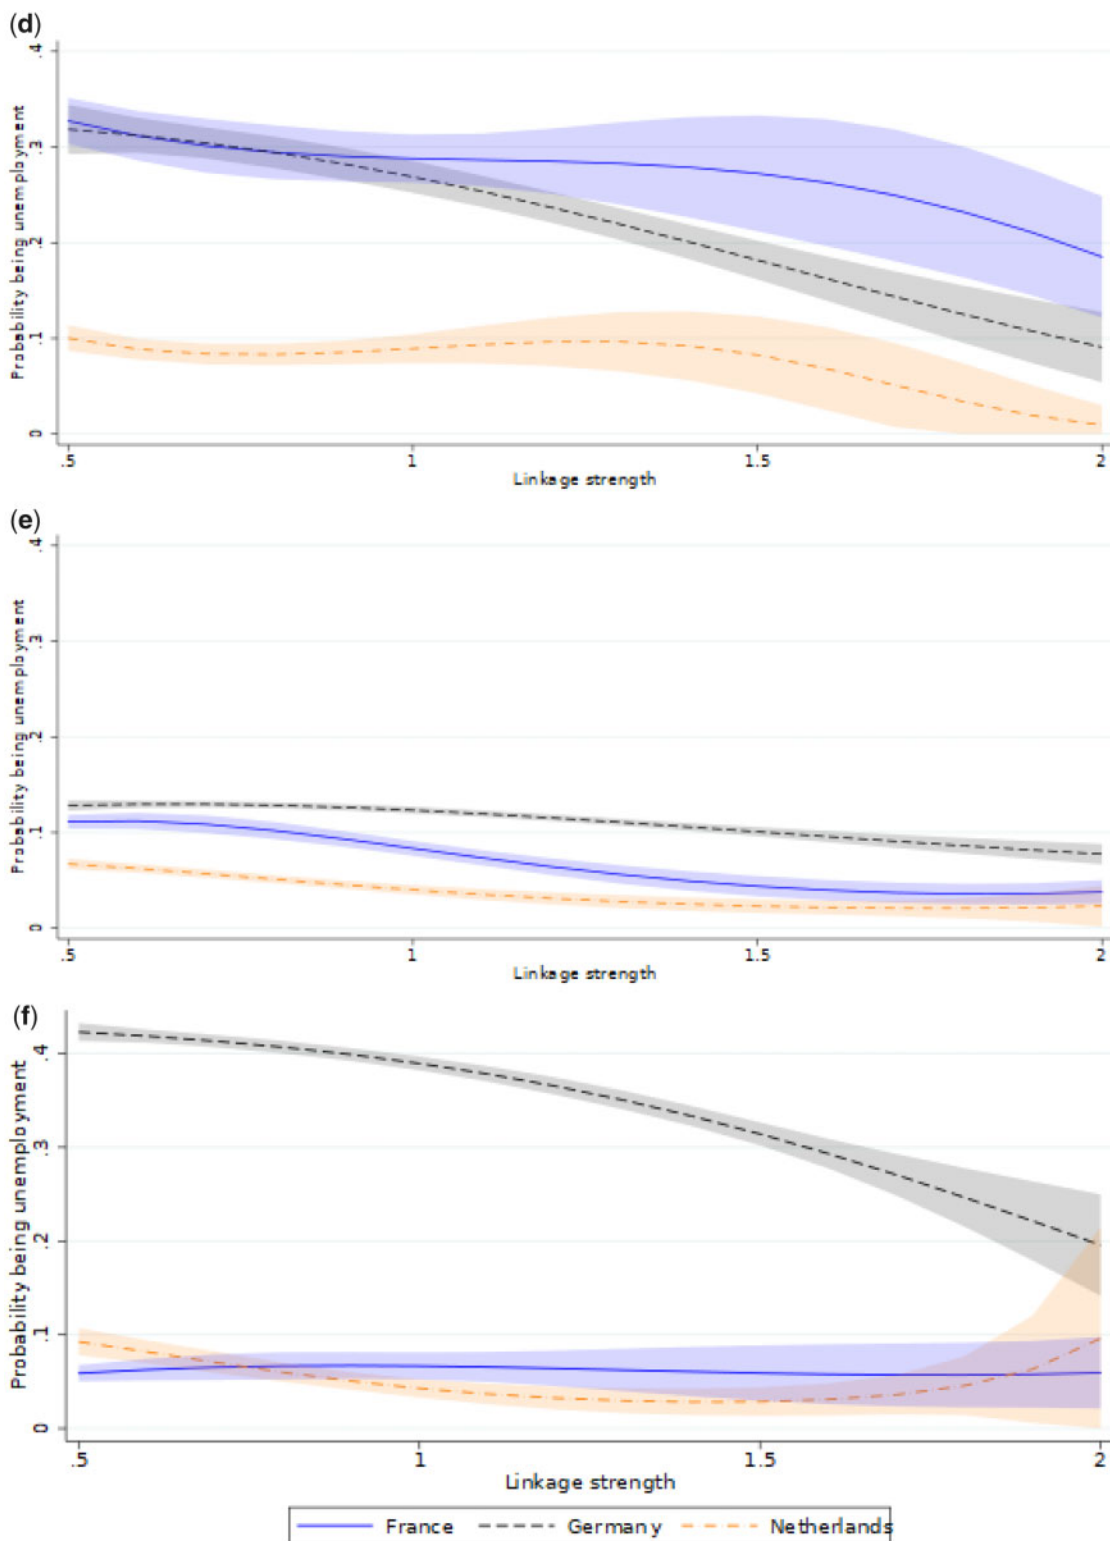 (d)
.4
.3
.2
.1
0
Probability being unemployment
.5 1 1.5 2
Linkage strength
(e)
.4
.3
.2
.1
0
Probability being unemployment
.5 1 1.5 2
Linkage strength
(f)
.4
.3
.2
.1
0
Probability being unemployment
.5 1 1.5 2
Linkage strength
France Germany Netherlands